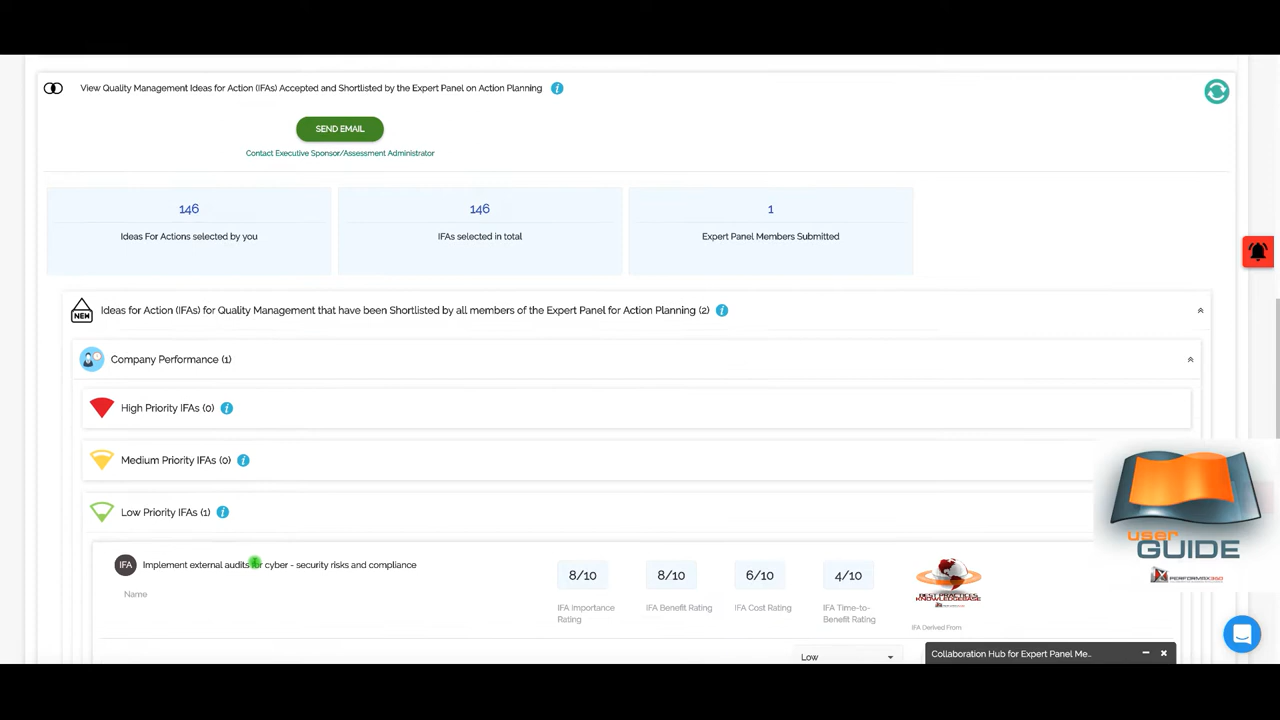 View Quality Management Ideas for Action (IFAs) Accepted and Shortlisted by the Expert Panel on Action Planning
SEND EMAIL
Contact Executive Sponsor/Assessment Administrator
146
Ideas For Actions selected by you
146
IFAs selected in total
1
Expert Panel Members Submitted
NEW
Ideas for Action (IFAs) for Quality Management that have been Shortlisted by all members of the Expert Panel for Action Planning (2)
Company Performance (1)
High Priority IFAs (0)
Medium Priority IFAs (0)
Low Priority IFAs (1)
IFA
Implement external audits for cyber - security risks and compliance
Name
8/10
IFA Importance
Rating
8/10
IFA Benefit Rating
6/10
IFA Cost Rating
4/10
IFA Time-to-
Benefit Rating
BEST PRACTICES
KNOWLEDGEBASE
IFA Derived From
Low
Collaboration Hub for Expert Panel Me...
user
GUIDE
PERFORMEX360